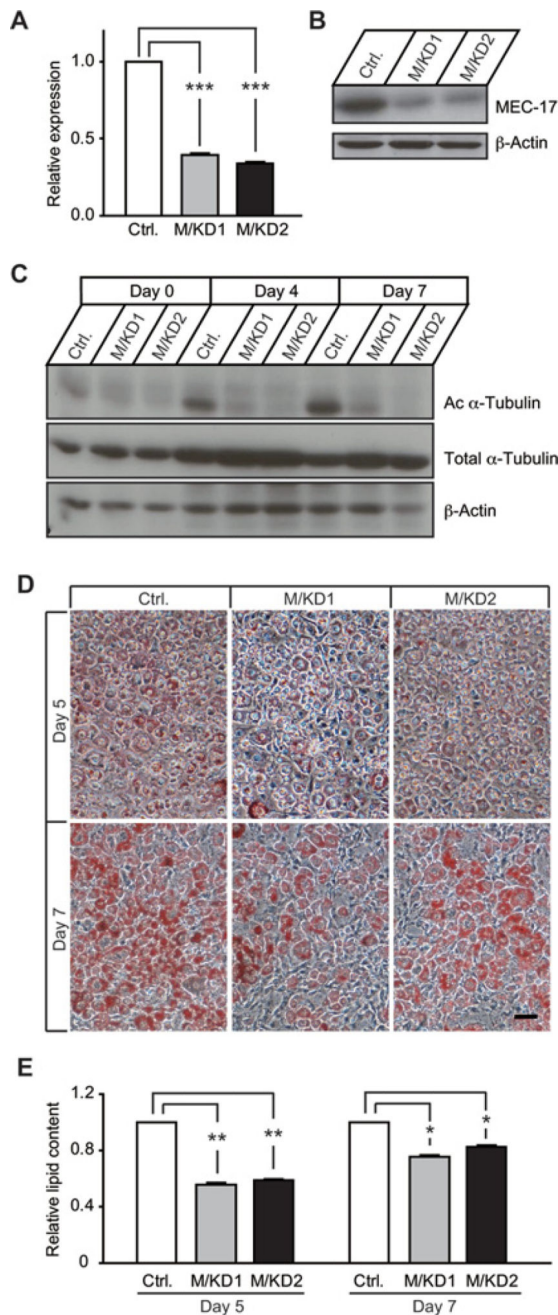 A
Relative expression
1.0
0.5
0.0
***
***
Ctrl.
M/KD1
M/KD2
B
Ctrl.
M/KD1
M/KD2
MEC-17
β-Actin
C
Day 0
Day 4
Day 7
Ctrl.
M/KD1
M/KD2
Ctrl.
M/KD1
M/KD2
Ctrl.
M/KD1
M/KD2
Ac α-Tubulin
Total α-Tubulin
β-Actin
D
Ctrl.
M/KD1
M/KD2
Day 5
Day 7
E
Relative lipid content
1.2
0.8
0.4
0
**
**
*
*
Ctrl.
M/KD1
M/KD2
Ctrl.
M/KD1
M/KD2
Day 5
Day 7